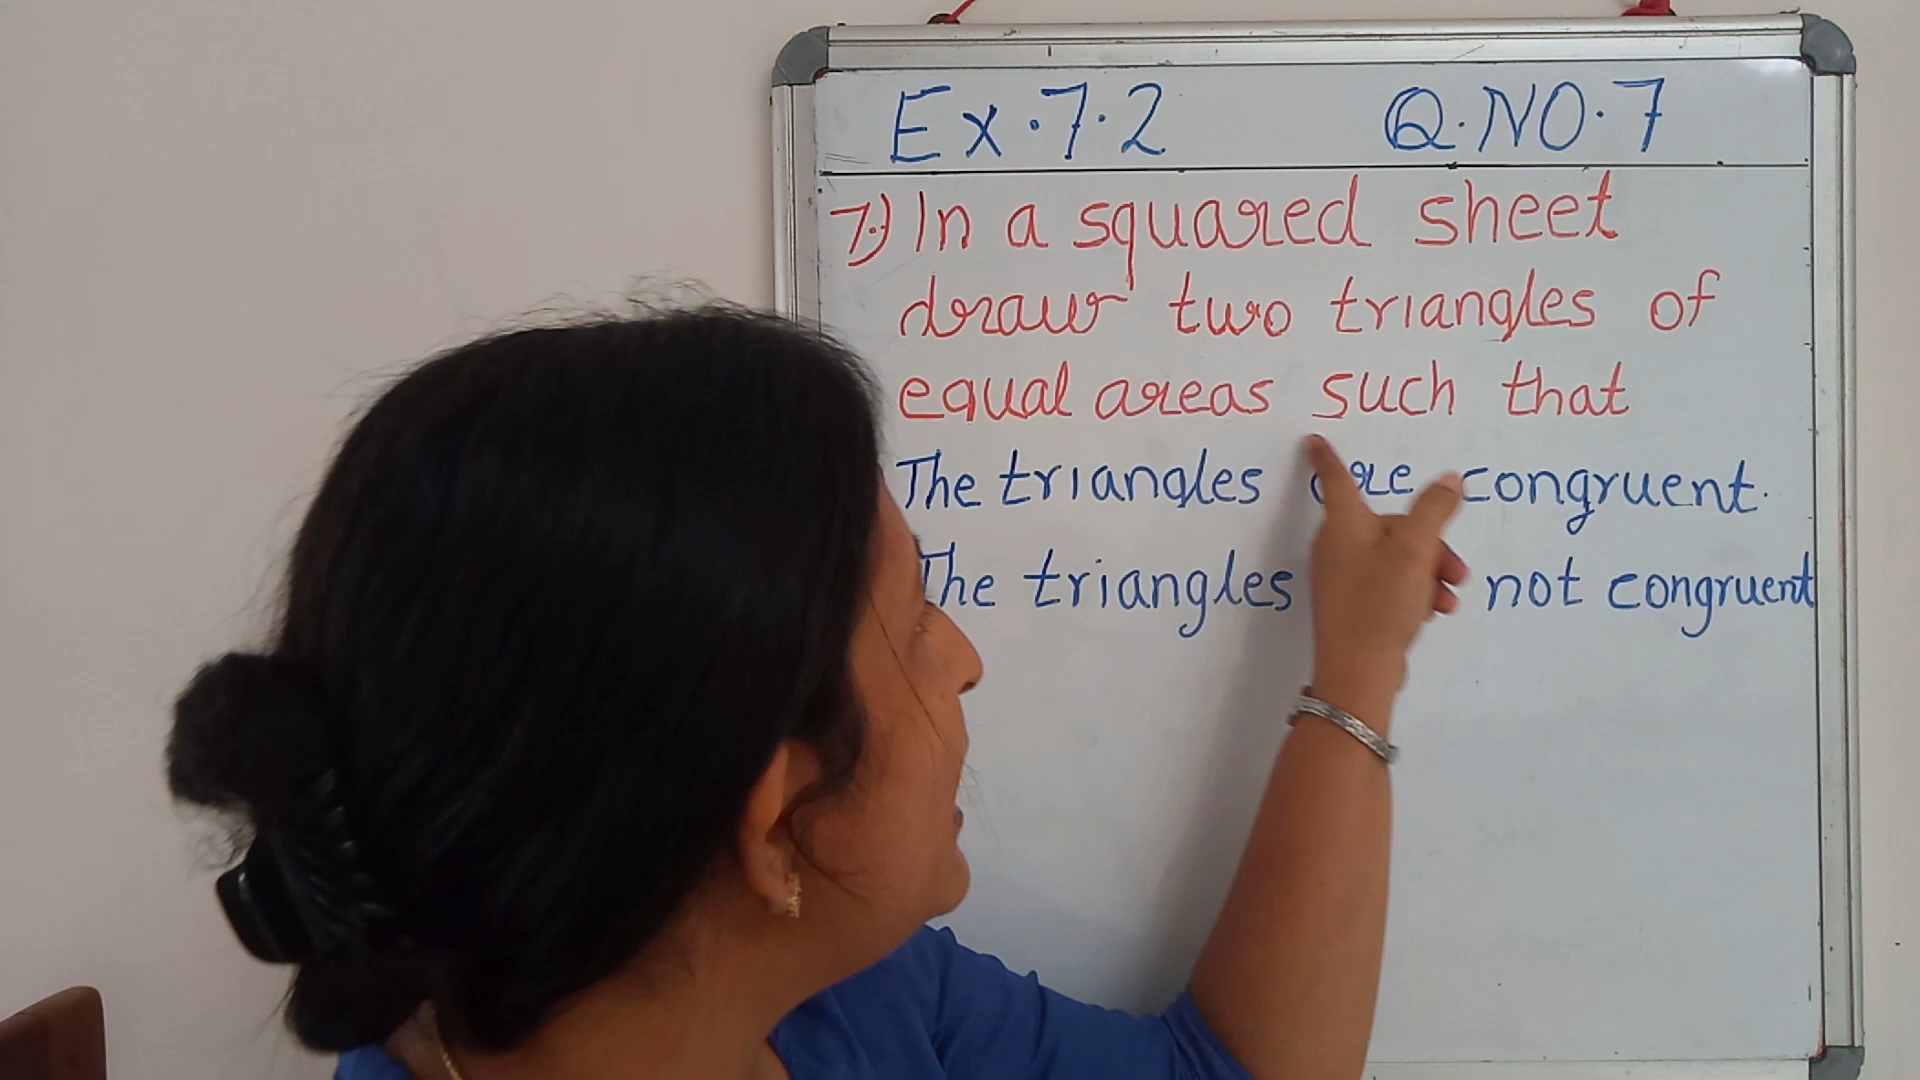 Ex.7.2 Q.NO.7
7.) In a squared sheet
draw two triangles of
equal areas such that
The triangles are congruent.
The triangles not congruent